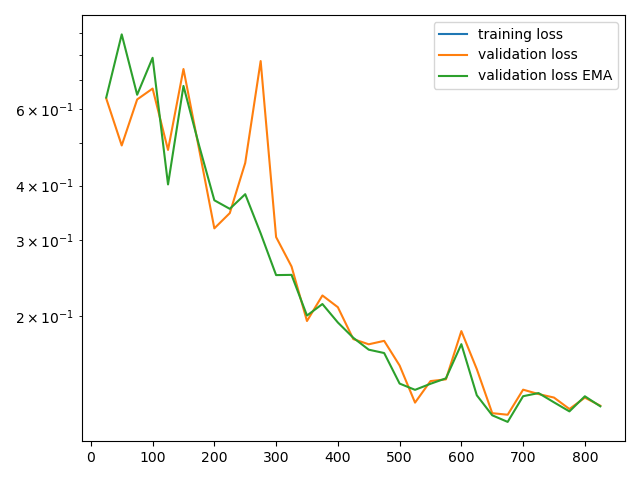 training loss
validation loss
validation loss EMA
6 × 10⁻¹
4 × 10⁻¹
3 × 10⁻¹
2 × 10⁻¹
0 100 200 300 400 500 600 700 800